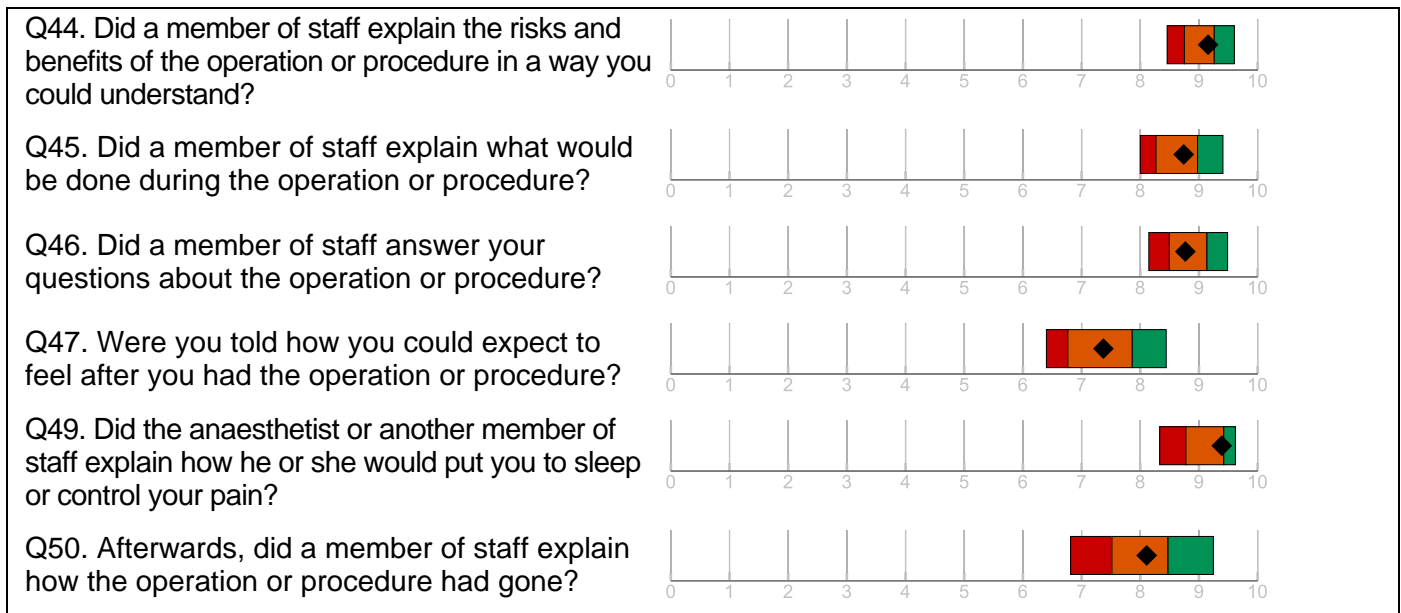 Q44. Did a member of staff explain the risks and
benefits of the operation or procedure in a way you
could understand?
0 1 2 3 4 5 6 7 8 9 10
Q45. Did a member of staff explain what would
be done during the operation or procedure?
0 1 2 3 4 5 6 7 8 9 10
Q46. Did a member of staff answer your
questions about the operation or procedure?
0 1 2 3 4 5 6 7 8 9 10
Q47. Were you told how you could expect to
feel after you had the operation or procedure?
0 1 2 3 4 5 6 7 8 9 10
Q49. Did the anaesthetist or another member of
staff explain how he or she would put you to sleep
or control your pain?
0 1 2 3 4 5 6 7 8 9 10
Q50. Afterwards, did a member of staff explain
how the operation or procedure had gone?
0 1 2 3 4 5 6 7 8 9 10